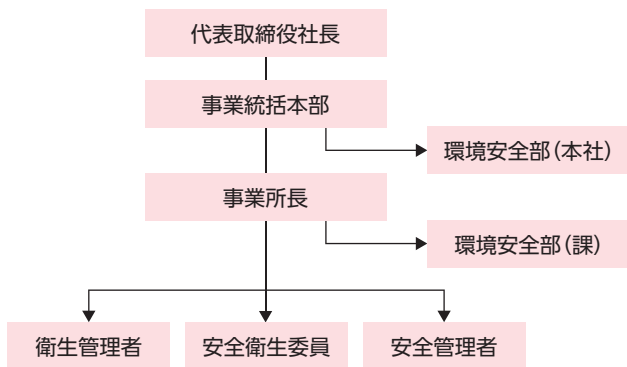 代表取締役社長
事業統括本部
環境安全部(本社)
事業所長
環境安全部(課)
衛生管理者
安全衛生委員
安全管理者